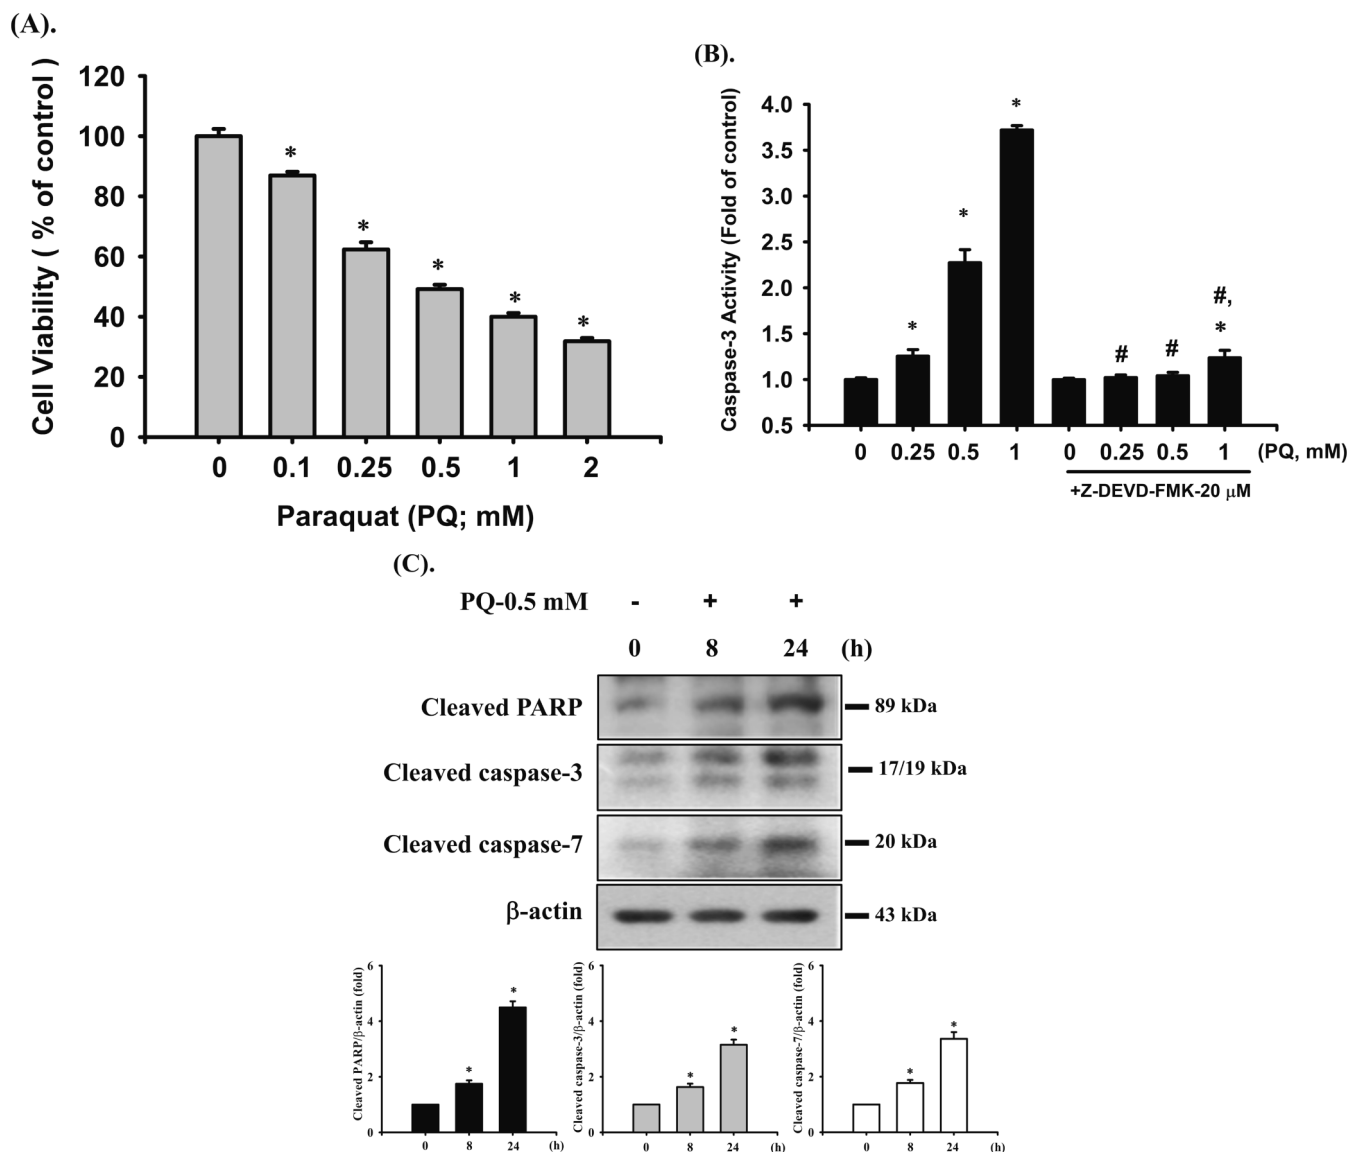 (A).
Cell Viability ( % of control )
120
100
80
60
40
20
0
* * * * *
0 0.1 0.25 0.5 1 2
Paraquat (PQ; mM)
(B).
Caspase-3 Activity (Fold of control)
4.0
3.5
3.0
2.5
2.0
1.5
1.0
0.5
* * * # # #, *
0 0.25 0.5 1 0 0.25 0.5 1 (PQ, mM)
+Z-DEVD-FMK-20 μM
(C).
PQ-0.5 mM - + +
0 8 24 (h)
Cleaved PARP 89 kDa
Cleaved caspase-3 17/19 kDa
Cleaved caspase-7 20 kDa
β-actin 43 kDa
Cleaved PARP/β-actin (fold)
6
4
2
0
* *
0 8 24 (h)
Cleaved caspase-3/β-actin (fold)
6
4
2
0
* *
0 8 24 (h)
Cleaved caspase-7/β-actin (fold)
6
4
2
0
* *
0 8 24 (h)